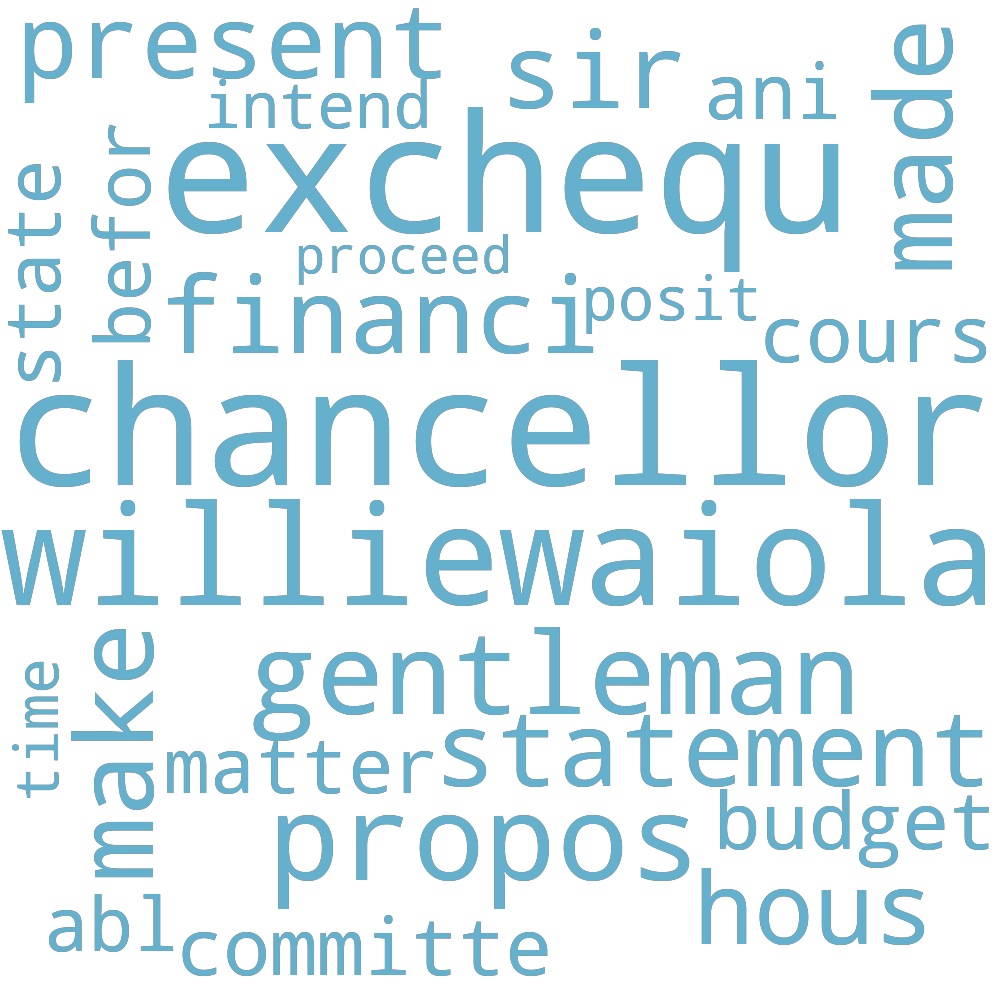 present
sir
ani
made
intend
exchequ
befor
state
proceed
financi
posit
cours
chancellor
williewaiola
gentleman
make
time
statement
matter
budget
propos
hous
abl
committe